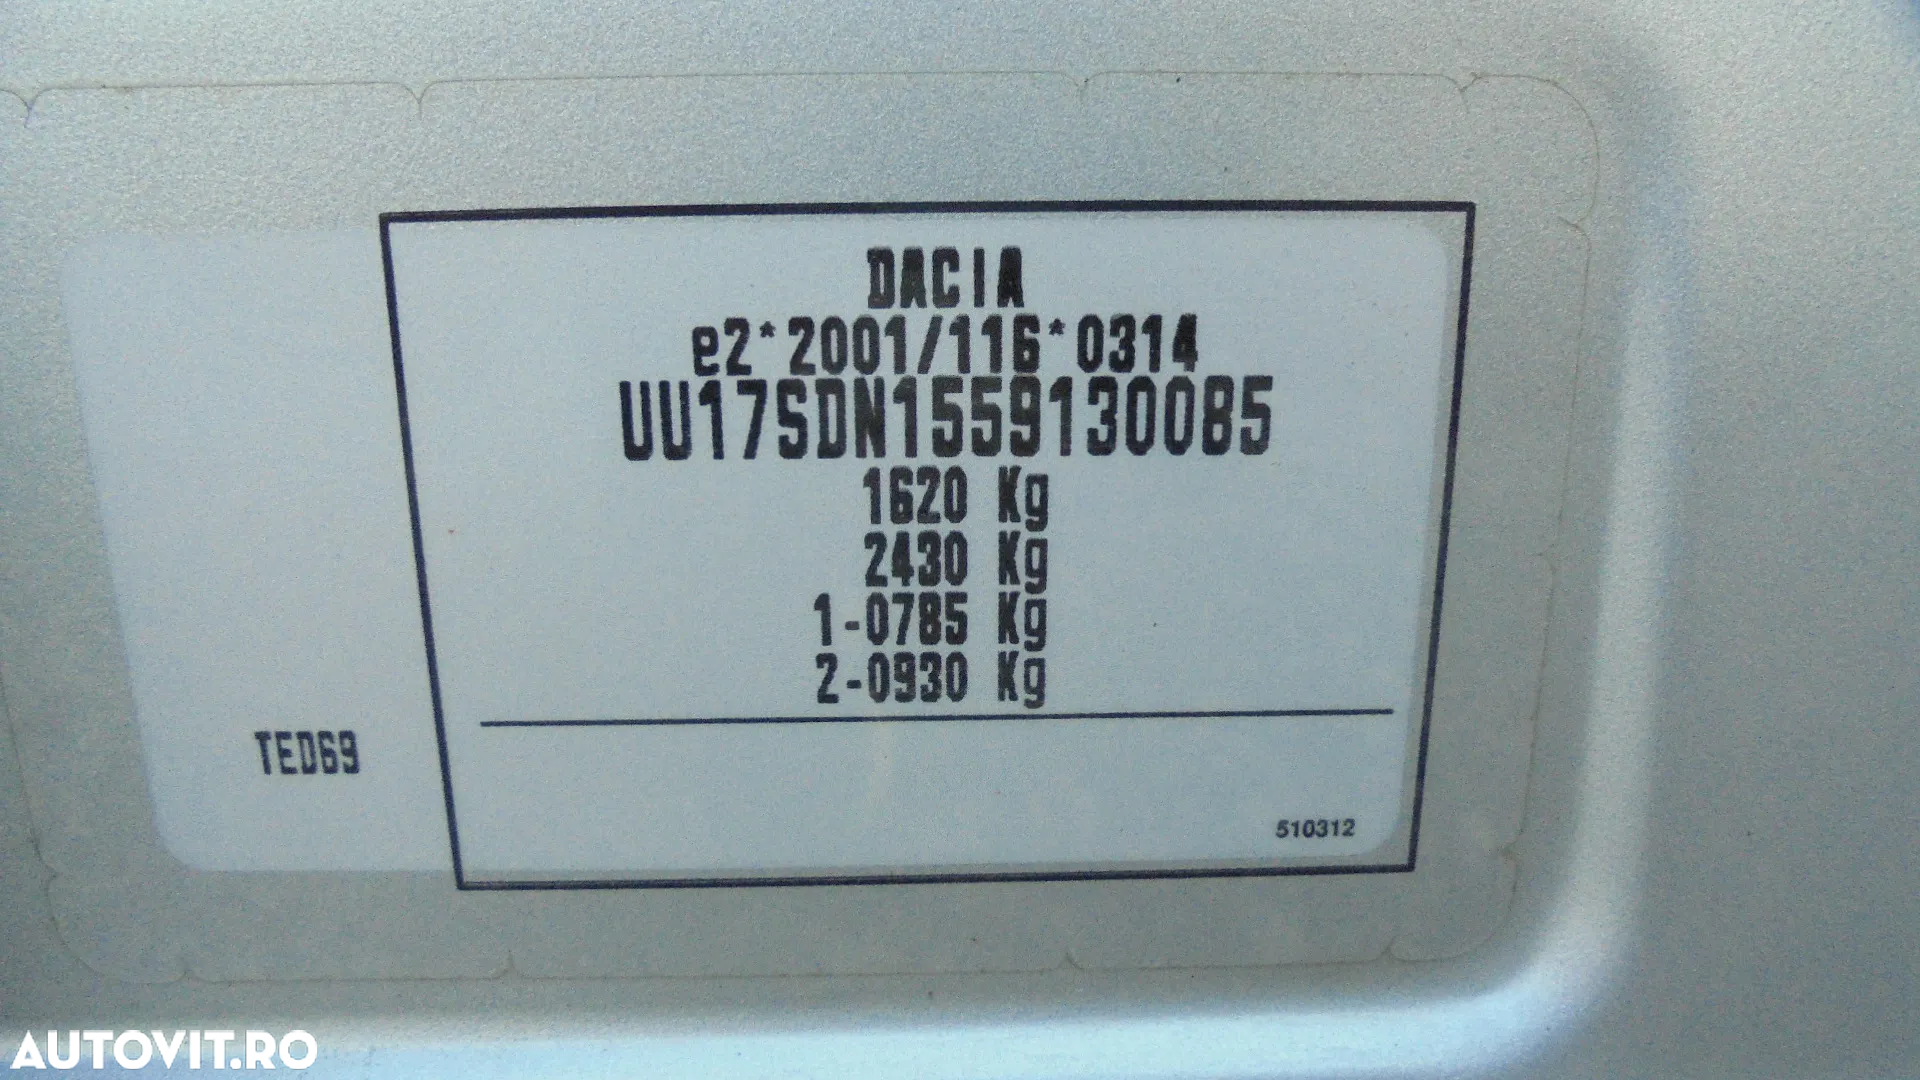 DACIA
e2*2001/116*0314
UU17SDN1559130085
1620 Kg
2430 Kg
1-0785 Kg
2-0930 Kg
TED69
510312
AUTOVIT.RO